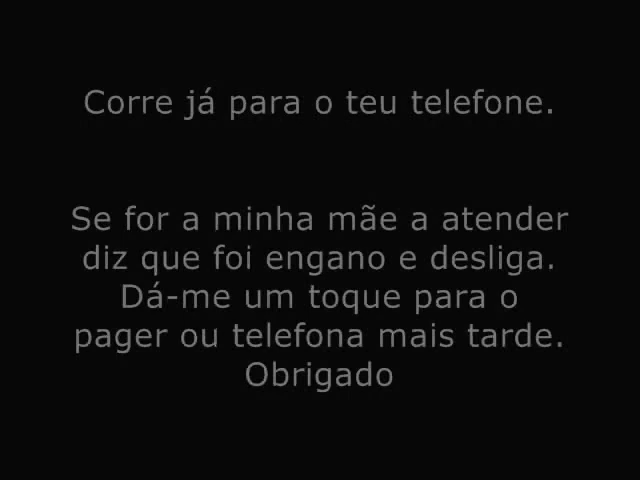 Corre já para o teu telefone.
Se for a minha mãe a atender
diz que foi engano e desliga.
Dá-me um toque para o
pager ou telefona mais tarde.
Obrigado